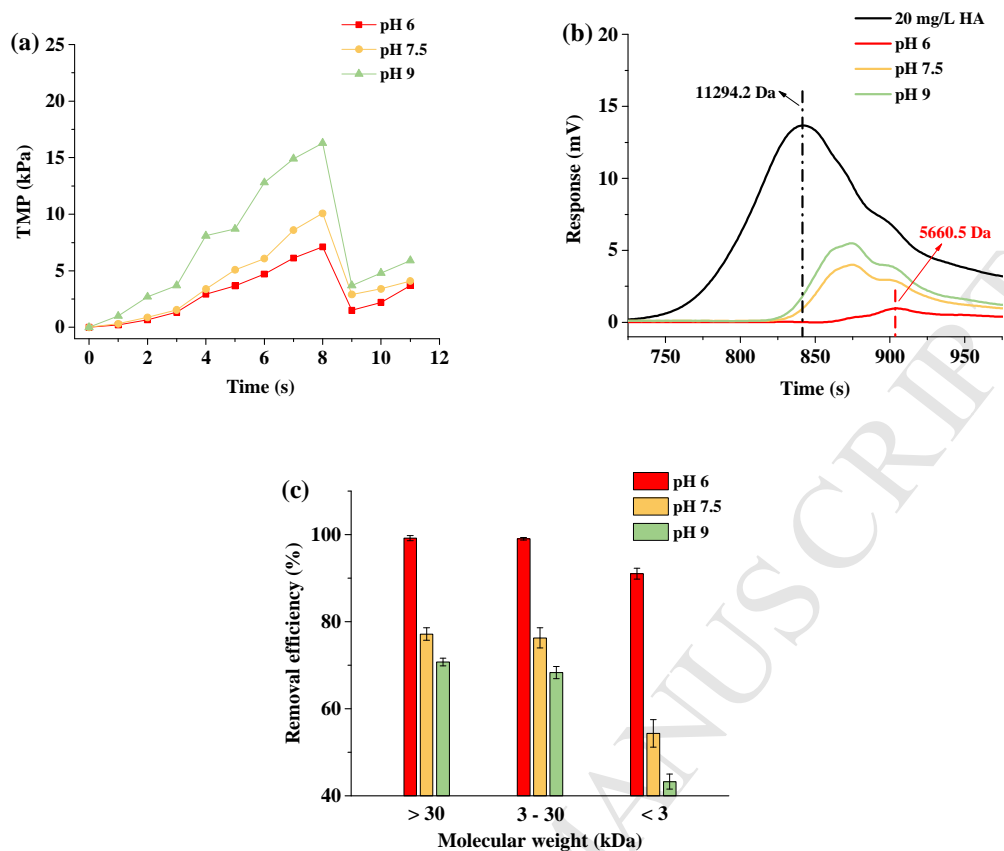 (a)
pH 6
pH 7.5
pH 9
25
20
15
10
5
0
TMP (kPa)
0 2 4 6 8 10 12
Time (s)
(b)
20 mg/L HA
pH 6
pH 7.5
pH 9
11294.2 Da
5660.5 Da
20
15
10
5
0
Response (mV)
750 800 850 900 950
Time (s)
(c)
pH 6
pH 7.5
pH 9
100
80
60
40
Removal efficiency (%)
> 30 3 - 30 < 3
Molecular weight (kDa)
MANUSCRIPT